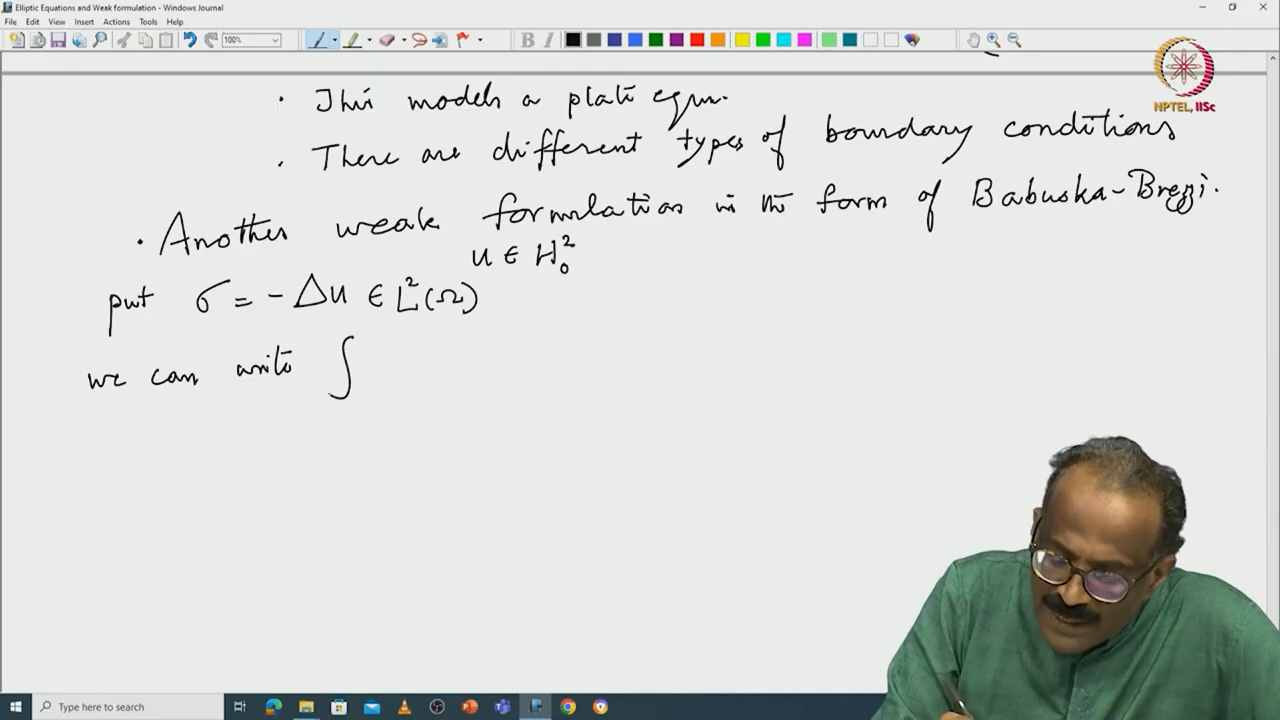 Elliptic Equations and Weak formulation - Windows Journal
File Edit View Insert Actions Tools Help
100%
B I
NPTEL, IISc
· This models a plate equn.
· There are different types of boundary conditions
· Another weak formulation in the form of Babuska-Brezzi.
u ∈ H₀²
put σ = - Δu ∈ L²(Ω)
we can write ∫
Type here to search